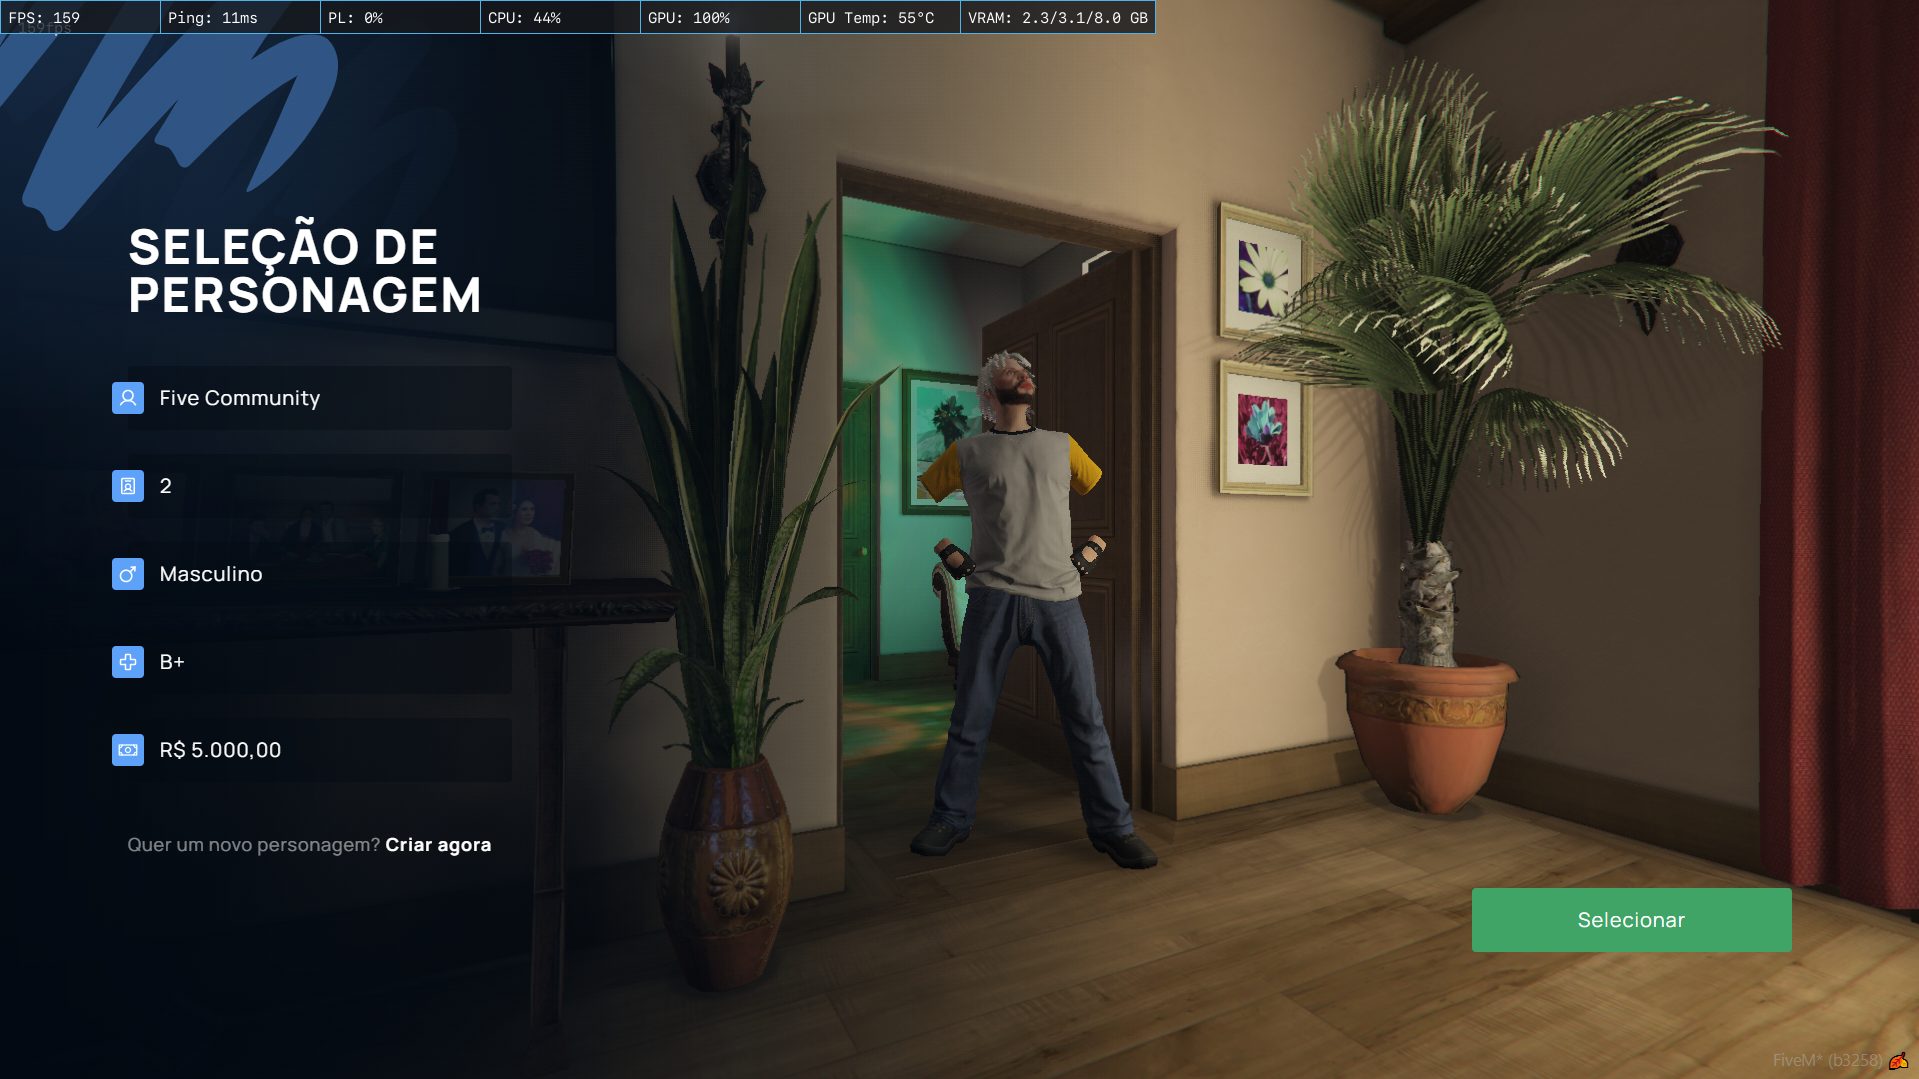 FPS: 159
Ping: 11ms
PL: 0%
CPU: 44%
GPU: 100%
GPU Temp: 55°C
VRAM: 2.3/3.1/8.0 GB
159fps
SELEÇÃO DE
PERSONAGEM
Five Community
2
Masculino
B+
R$ 5.000,00
Quer um novo personagem? Criar agora
Selecionar
FiveM* (b3258)